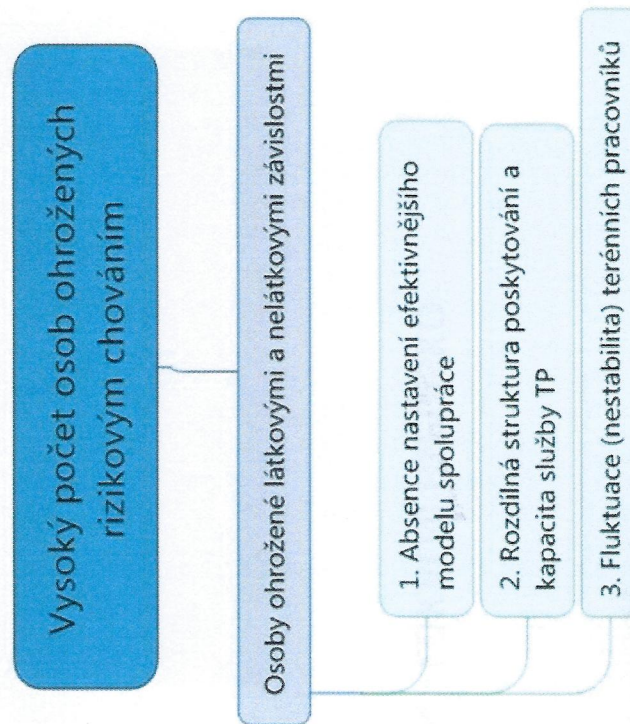 Vysoký počet osob ohrožených
rizikovým chováním
Osoby ohrožené látkovými a nelátkovými závislostmi
1. Absence nastavení efektivnějšího
modelu spolupráce
2. Rozdílná struktura poskytování a
kapacita služby TP
3. Fluktuace (nestabilita) terénních pracovníků